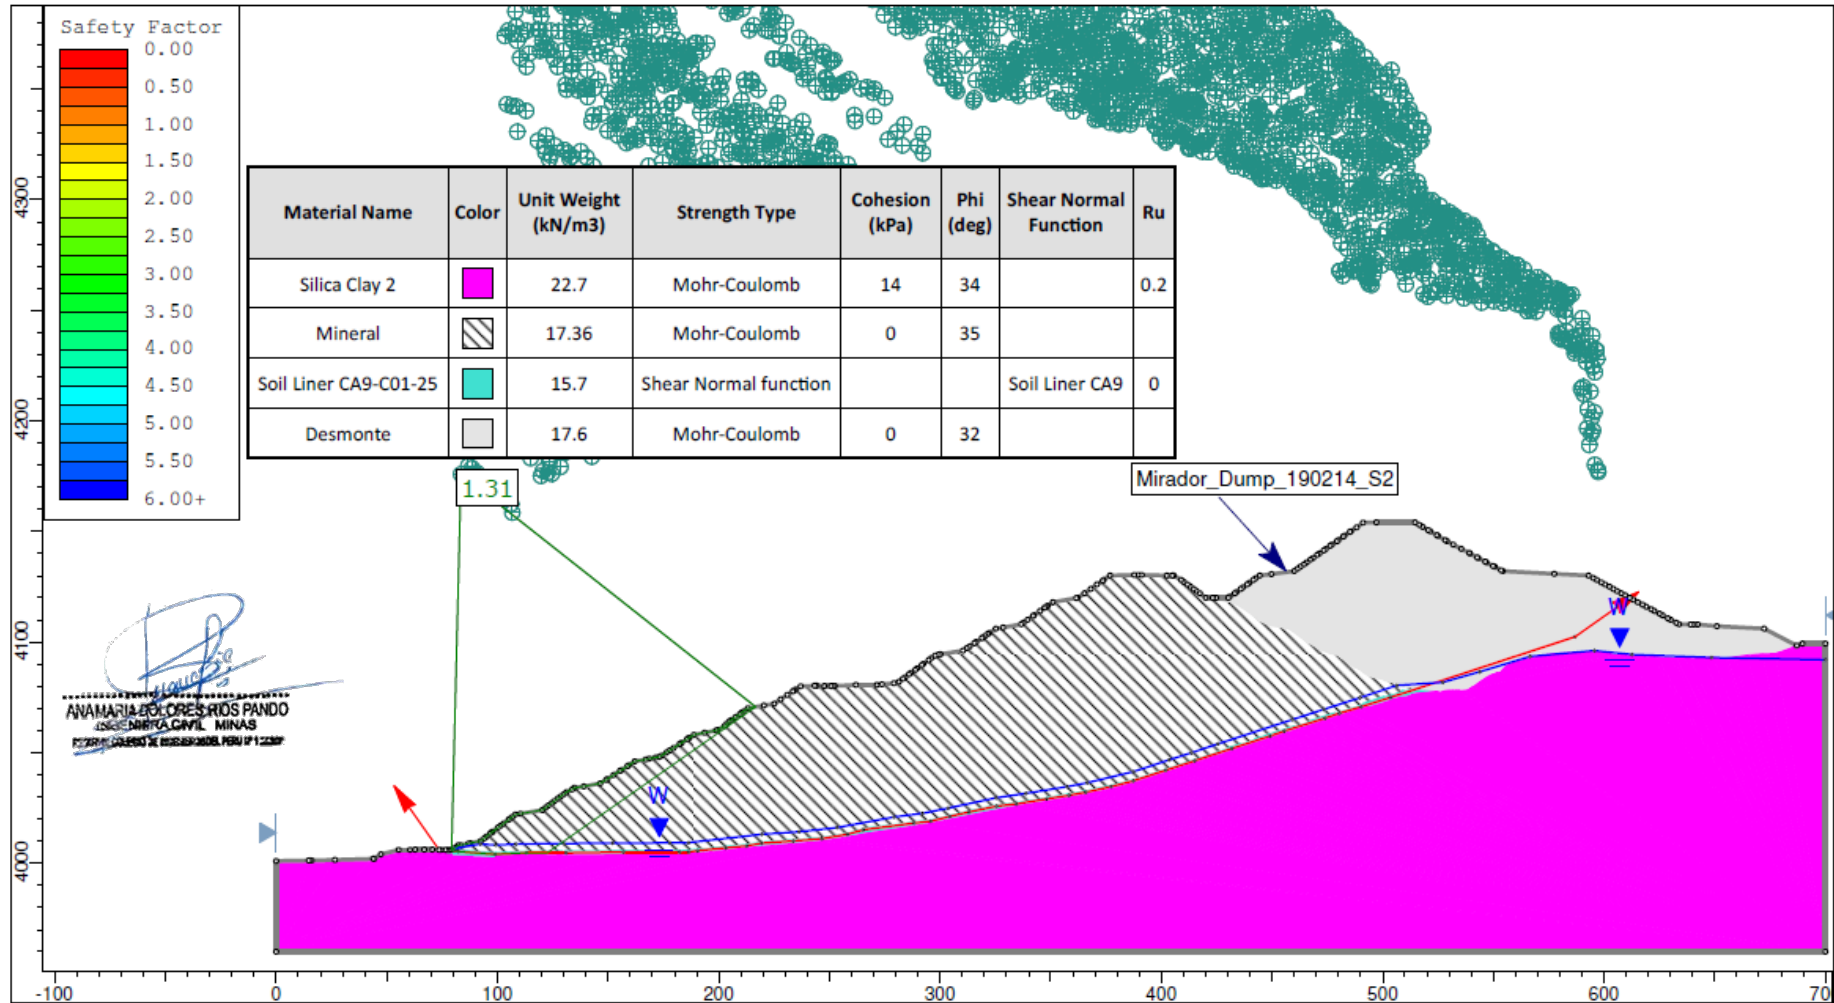 Safety Factor
0.00
0.50
1.00
1.50
2.00
2.50
3.00
3.50
4.00
4.50
5.00
5.50
6.00+
Material Name Color Unit Weight (kN/m3) Strength Type Cohesion (kPa) Phi (deg) Shear Normal Function Ru
Silica Clay 2 22.7 Mohr-Coulomb 14 34 0.2
Mineral 17.36 Mohr-Coulomb 0 35
Soil Liner CA9-C01-25 15.7 Shear Normal function Soil Liner CA9 0
Desmonte 17.6 Mohr-Coulomb 0 32
1.31
Mirador_Dump_190214_S2
W
W
ANAMARIA DOLORES RIOS PANDO
CIVIL MINAS
4300
4200
4100
4000
-100 0 100 200 300 400 500 600 70